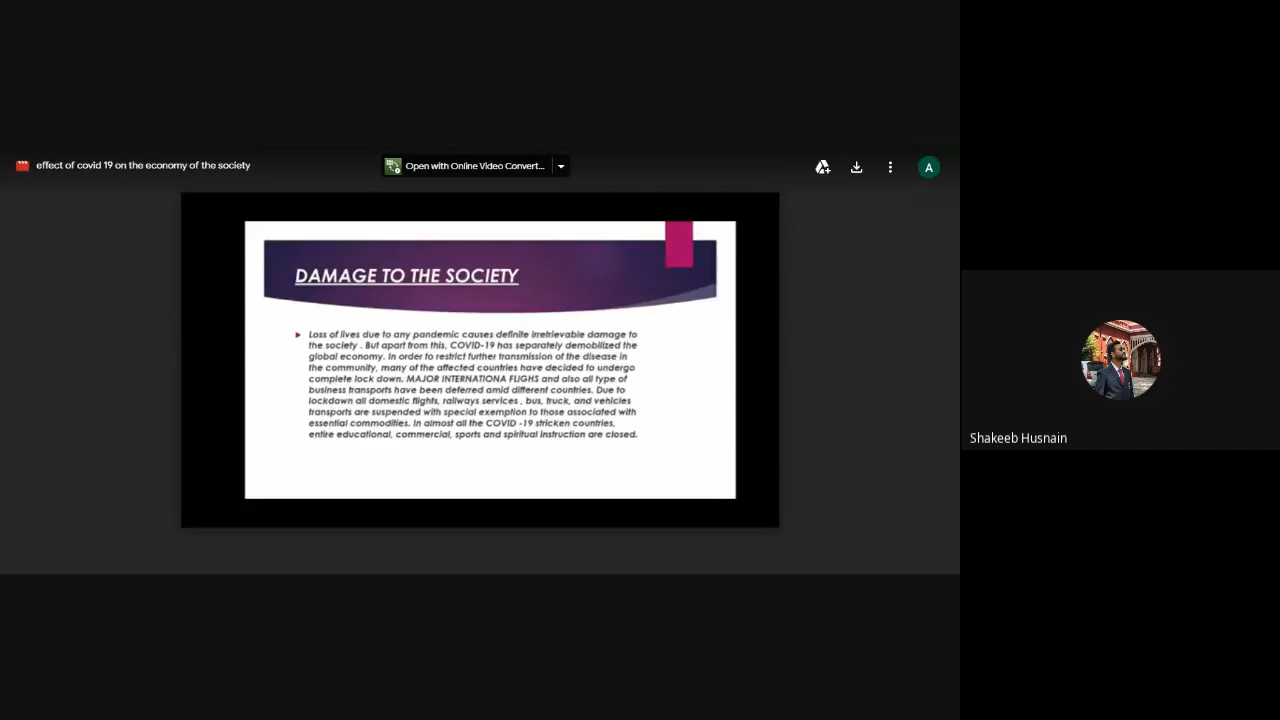 effect of covid 19 on the economy of the society
Open with Online Video Convert...
A
DAMAGE TO THE SOCIETY
Loss of lives due to any pandemic causes definite irretrievable damage to
the society . But apart from this, COVID-19 has separately demobilized the
global economy. In order to restrict further transmission of the disease in
the community, many of the affected countries have decided to undergo
complete lock down. MAJOR INTERNATIONA FLIGHS and also all type of
business transports have been deferred amid different countries. Due to
lockdown all domestic flights, railways services , bus, truck, and vehicles
transports are suspended with special exemption to those associated with
essential commodities. In almost all the COVID -19 stricken countries,
entire educational, commercial, sports and spiritual instruction are closed.
Shakeeb Husnain